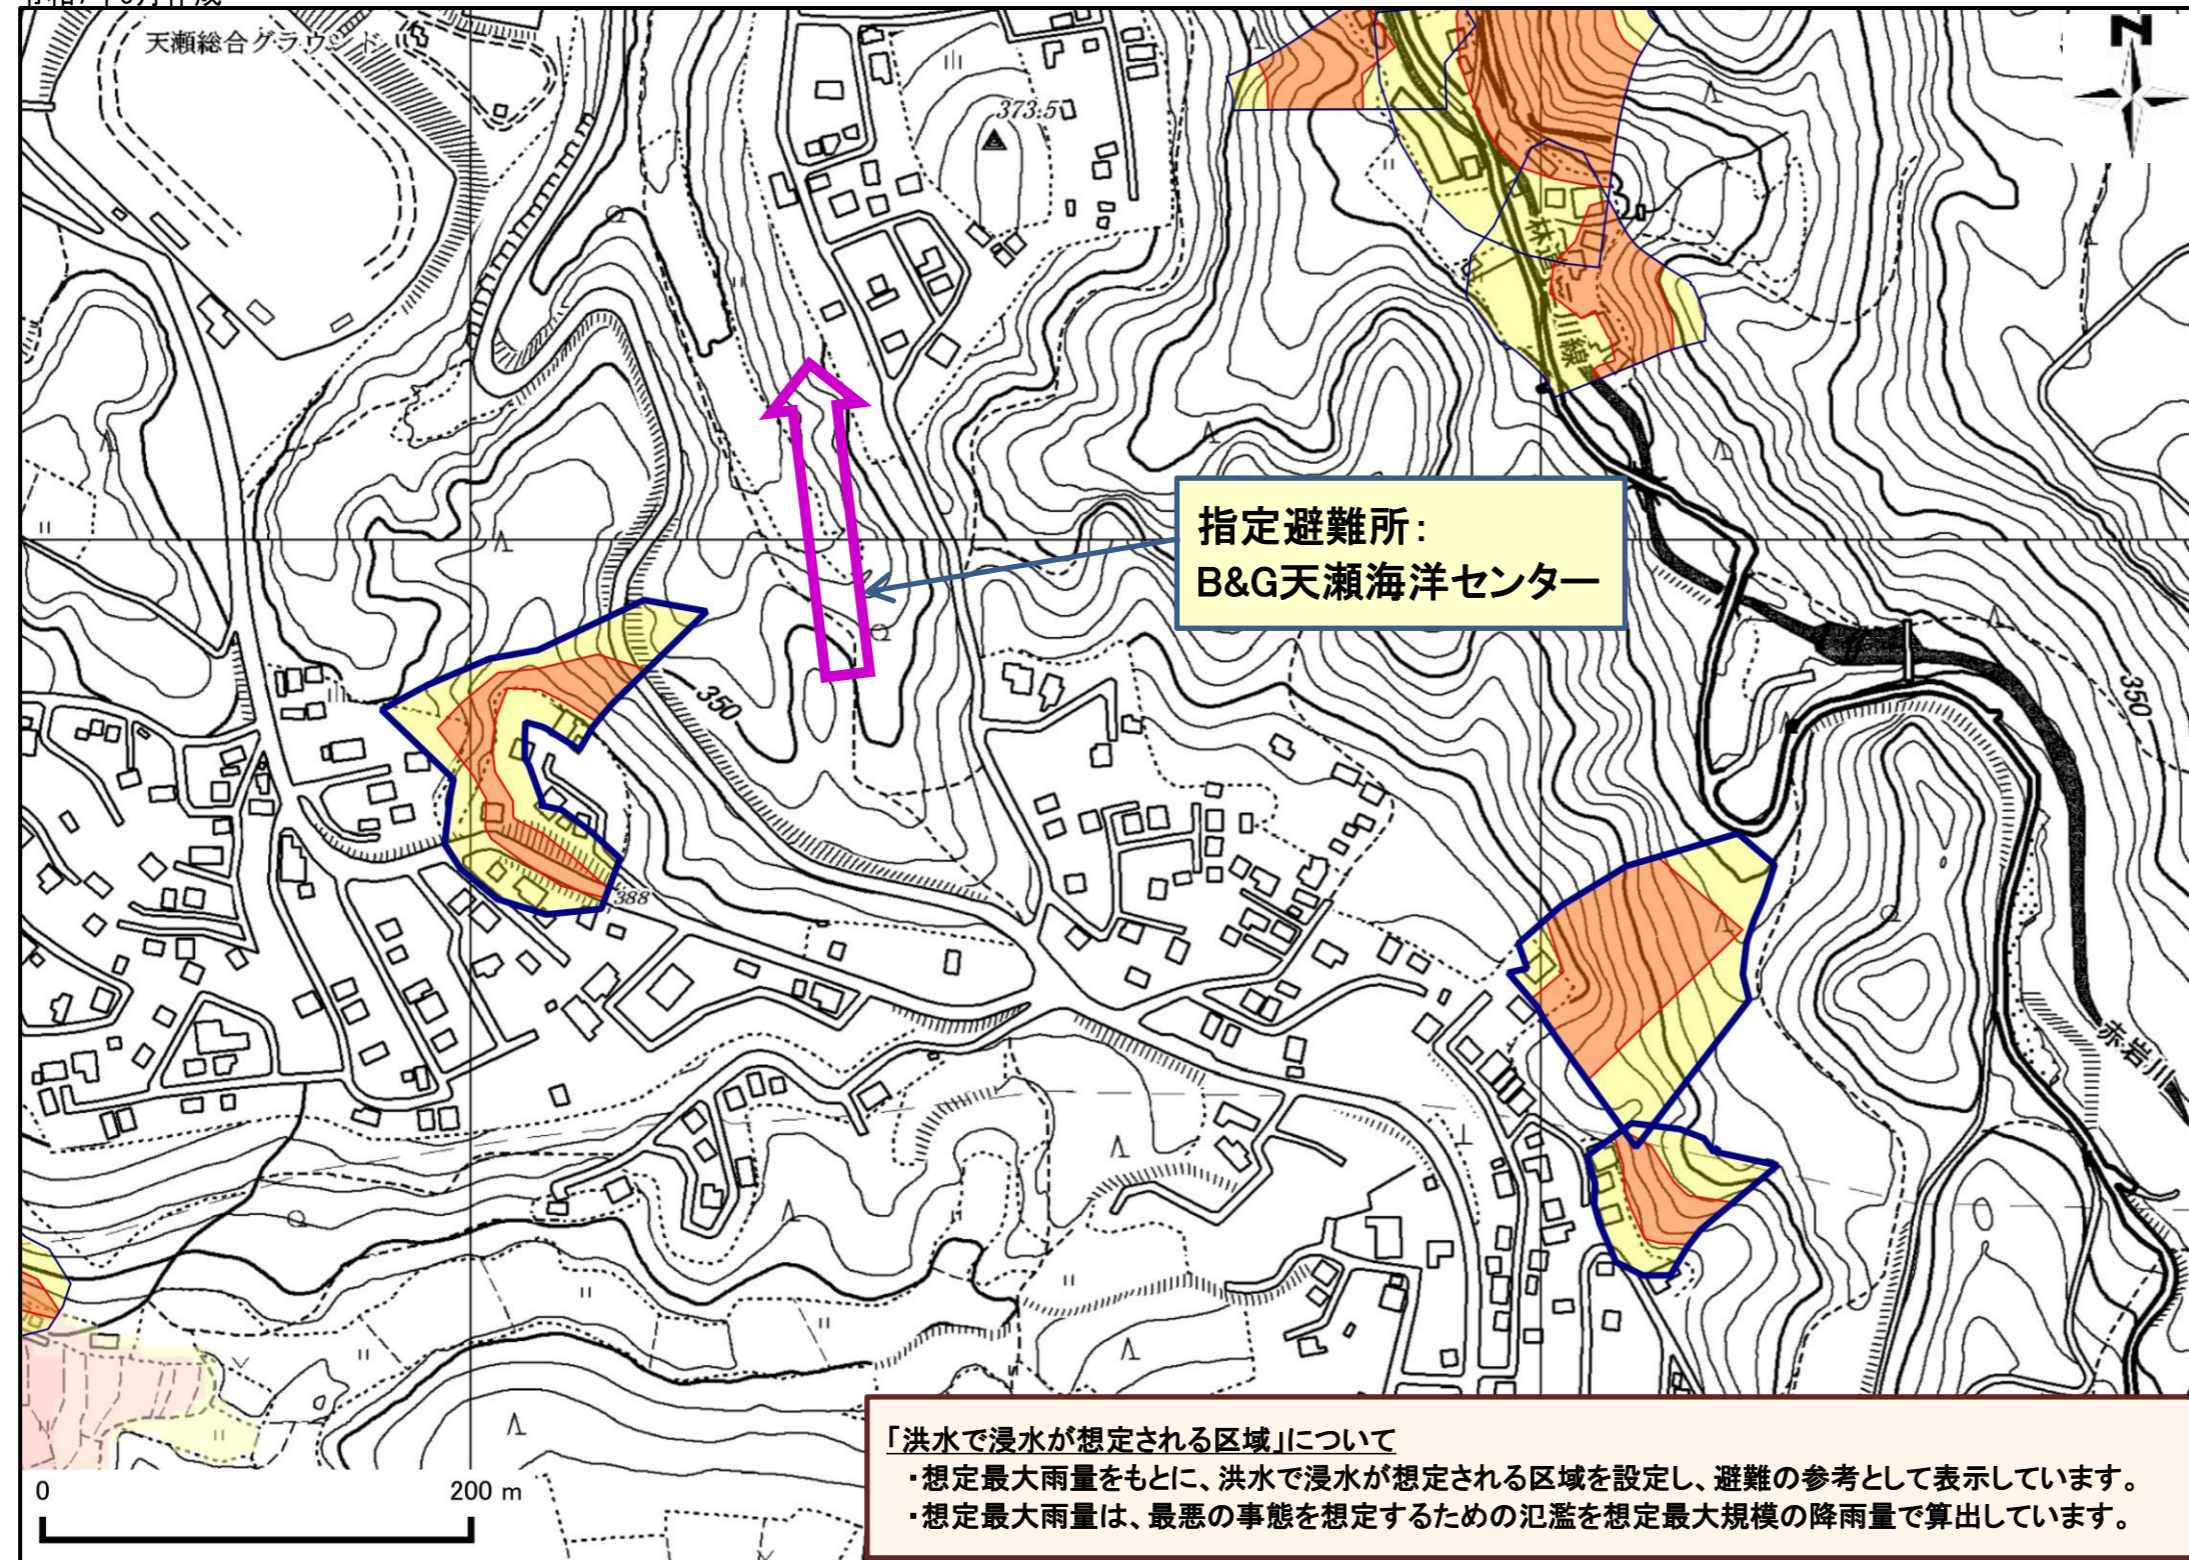 天瀬総合グラウンド
N
373.5
林道三ノ川線
指定避難所：
B&G天瀬海洋センター
350
350
388
赤岩川
「洪水で浸水が想定される区域」について
・想定最大雨量をもとに、洪水で浸水が想定される区域を設定し、避難の参考として表示しています。
・想定最大雨量は、最悪の事態を想定するための氾濫を想定最大規模の降雨量で算出しています。
0
200 m